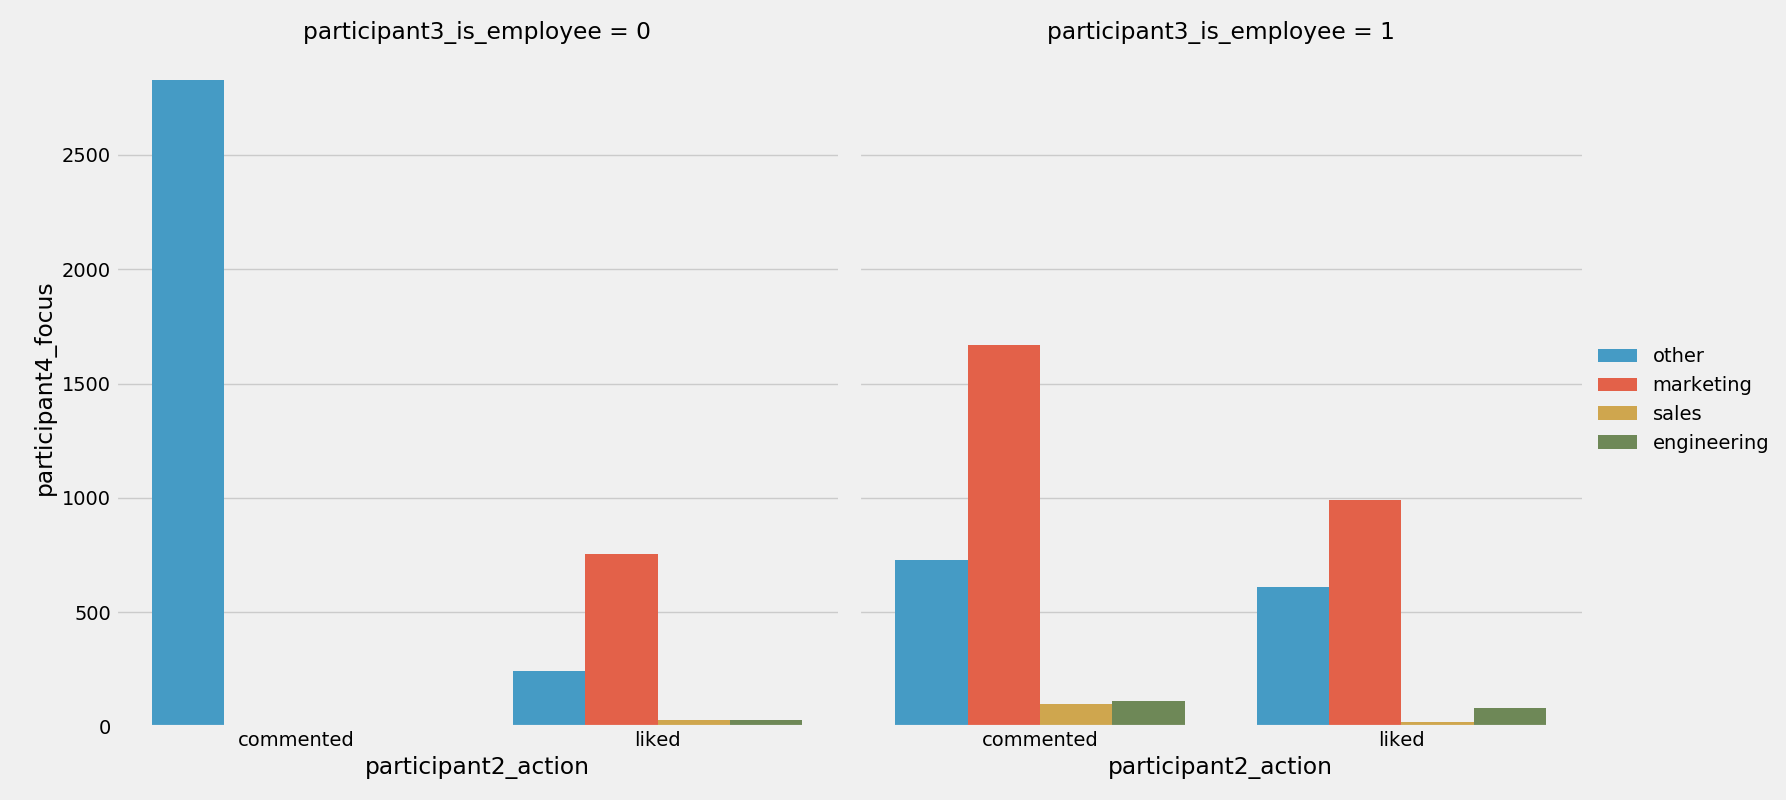 participant3_is_employee = 0
participant3_is_employee = 1
participant4_focus
2500
2000
1500
1000
500
0
commented
liked
commented
liked
participant2_action
participant2_action
other
marketing
sales
engineering